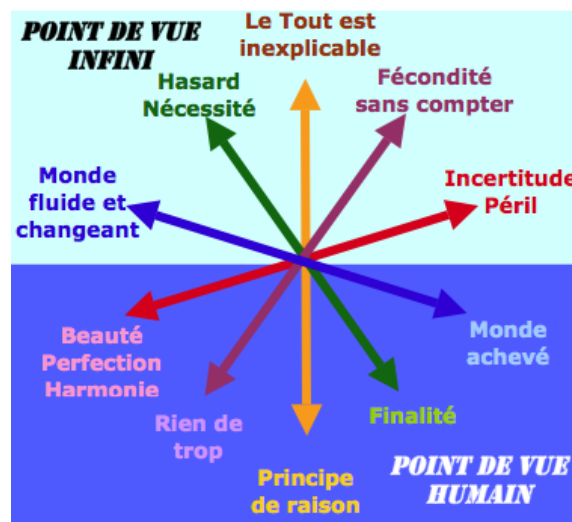 POINT DE VUE
INFINI
Le Tout est
inexplicable
Hasard
Nécessité
Fécondité
sans compter
Monde
fluide et
changeant
Incertitude
Péril
Beauté
Perfection
Harmonie
Monde
achevé
Rien de
trop
Finalité
Principe
de raison
POINT DE VUE
HUMAIN